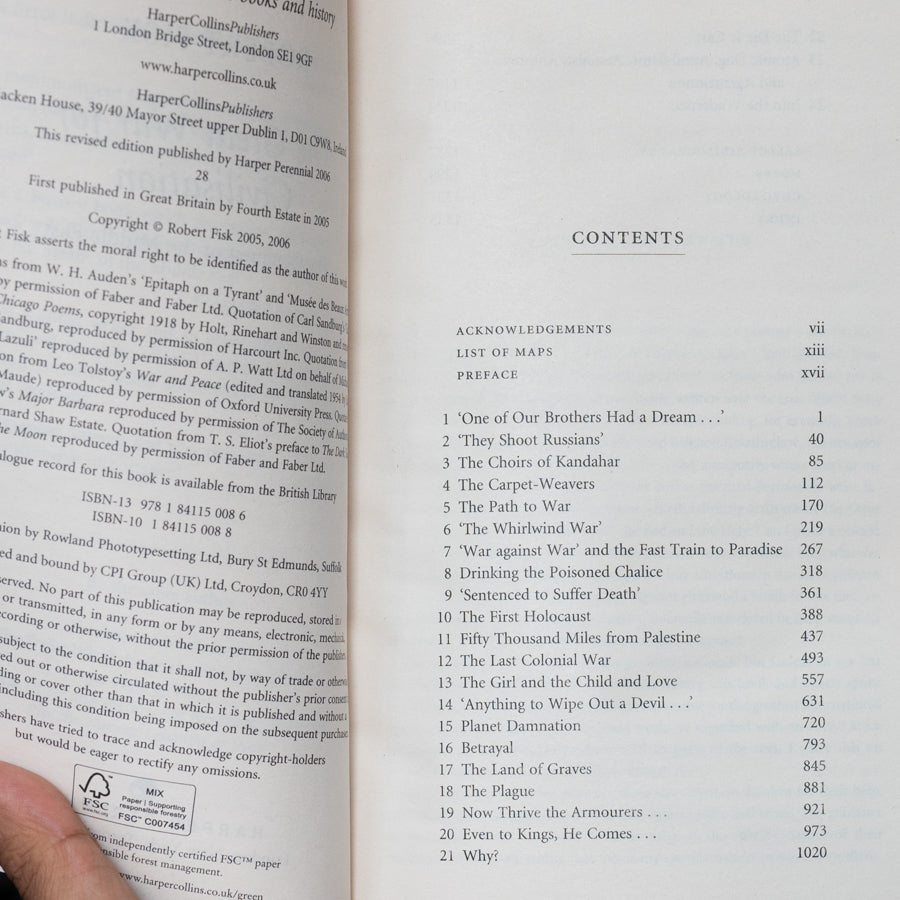 books and history
HarperCollinsPublishers
1 London Bridge Street, London SE1 9GF
www.harpercollins.co.uk
HarperCollinsPublishers
acken House, 39/40 Mayor Street upper Dublin 1, D01 C9W8, Ireland
This revised edition published by Harper Perennial 2006
28
First published in Great Britain by Fourth Estate in 2005
Copyright © Robert Fisk 2005, 2006
t Fisk asserts the moral right to be identified as the author of this
ns from W. H. Auden's 'Epitaph on a Tyrant' and 'Musée des Beaux
by permission of Faber and Faber Ltd. Quotation of Carl Sandburg's
Chicago Poems, copyright 1918 by Holt, Rinehart and Winston and
andburg, reproduced by permission of Harcourt Inc. Quotation from
Lazuli' reproduced by permission of A. P. Watt Ltd on behalf of
on from Leo Tolstoy's War and Peace (edited and translated 1954
Maude) reproduced by permission of Oxford University Press.
w's Major Barbara reproduced by permission of The Society of
rnard Shaw Estate. Quotation from T. S. Eliot's preface to The Dark
he Moon reproduced by permission of Faber and Faber Ltd.
alogue record for this book is available from the British Library
ISBN-13 978 1 84115 008 6
ISBN-10 1 84115 008 8
nion by Rowland Phototypesetting Ltd, Bury St Edmunds, Suffolk
ed and bound by CPI Group (UK) Ltd, Croydon, CR0 4YY
served. No part of this publication may be reproduced, stored in
or transmitted, in any form or by any means, electronic, mechanical
cording or otherwise, without the prior permission of the publishers
subject to the condition that it shall not, by way of trade or otherwise
ed out or otherwise circulated without the publisher's prior consent
ding or cover other than that in which it is published and without a
including this condition being imposed on the subsequent purchaser
shers have tried to trace and acknowledge copyright-holders
but would be eager to rectify any omissions.
FSC
www.fsc.org
MIX
Paper | Supporting
responsible forestry
FSC™ C007454
from independently certified FSC™ paper
nsible forest management.
www.harpercollins.co.uk/green
CONTENTS
ACKNOWLEDGEMENTS vii
LIST OF MAPS xiii
PREFACE xvii
1 'One of Our Brothers Had a Dream . . .' 1
2 'They Shoot Russians' 40
3 The Choirs of Kandahar 85
4 The Carpet-Weavers 112
5 The Path to War 170
6 'The Whirlwind War' 219
7 'War against War' and the Fast Train to Paradise 267
8 Drinking the Poisoned Chalice 318
9 'Sentenced to Suffer Death' 361
10 The First Holocaust 388
11 Fifty Thousand Miles from Palestine 437
12 The Last Colonial War 493
13 The Girl and the Child and Love 557
14 'Anything to Wipe Out a Devil . . .' 631
15 Planet Damnation 720
16 Betrayal 793
17 The Land of Graves 845
18 The Plague 881
19 Now Thrive the Armourers . . . 921
20 Even to Kings, He Comes . . . 973
21 Why? 1020